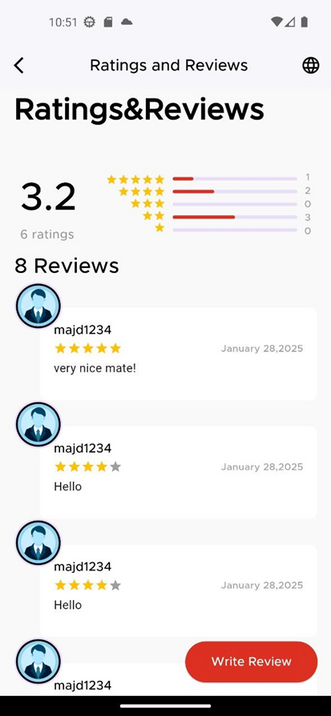 10:51
Ratings and Reviews
Ratings&Reviews
3.2
6 ratings
1
2
0
3
0
8 Reviews
majd1234
January 28,2025
very nice mate!
majd1234
January 28,2025
Hello
majd1234
January 28,2025
Hello
majd1234
Write Review